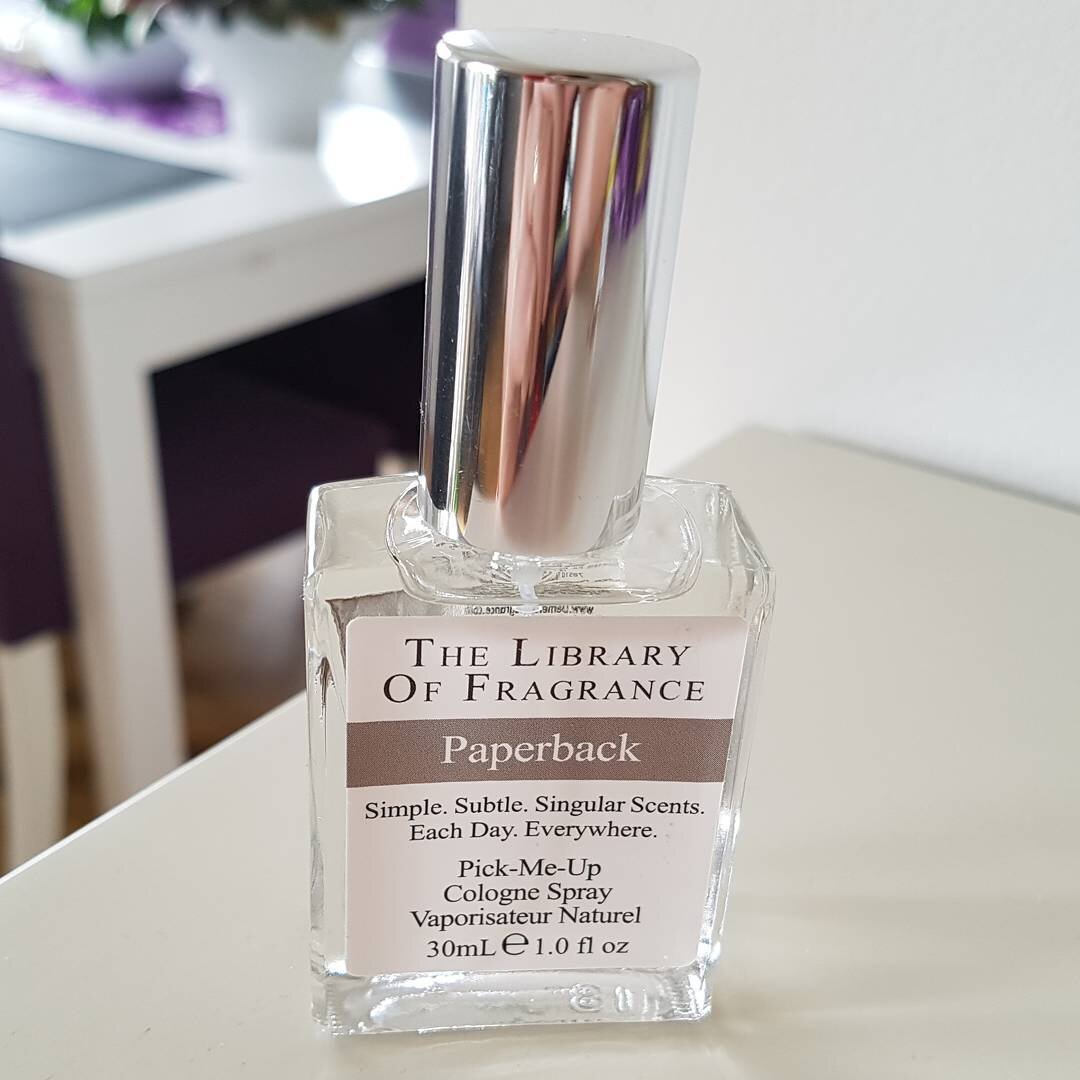 THE LIBRARY
OF FRAGRANCE
Paperback
Simple. Subtle. Singular Scents.
Each Day. Everywhere.
Pick-Me-Up
Cologne Spray
Vaporisateur Naturel
30mL ℮ 1.0 fl oz